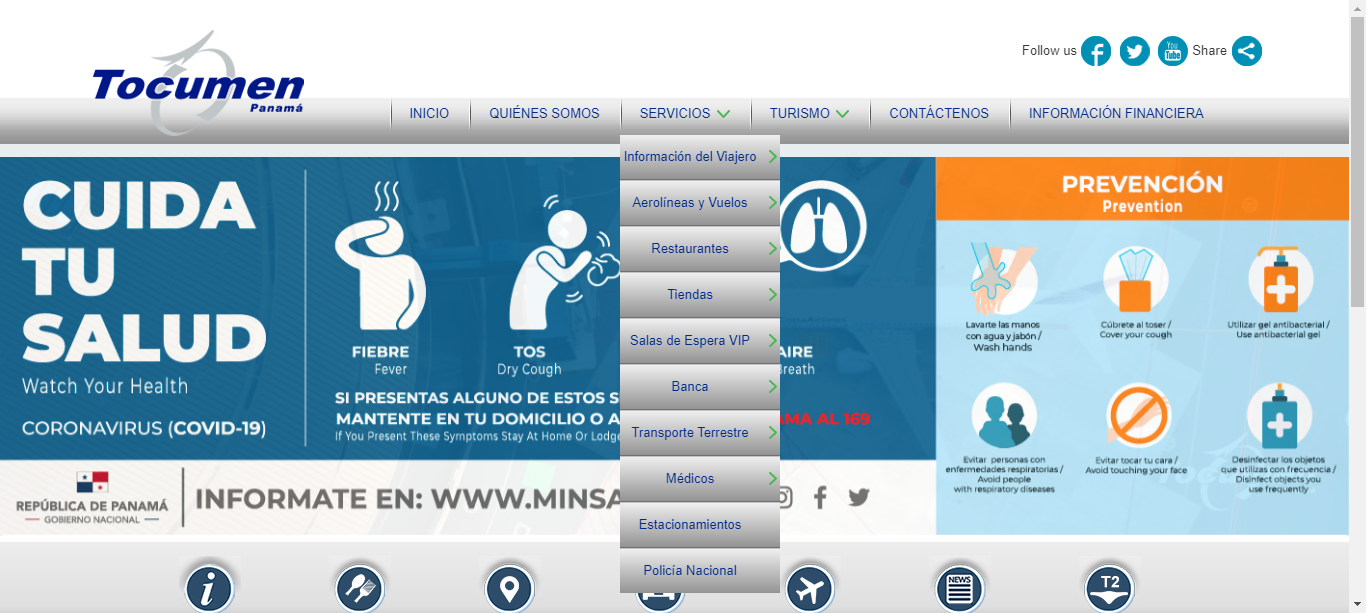 Follow us
You
Tube
Share
Tocumen
Panamá
INICIO
QUIÉNES SOMOS
SERVICIOS
TURISMO
CONTÁCTENOS
INFORMACIÓN FINANCIERA
Información del Viajero
Aerolíneas y Vuelos
Restaurantes
Tiendas
Salas de Espera VIP
Banca
Transporte Terrestre
Médicos
Estacionamientos
Policía Nacional
CUIDA
TU
SALUD
Watch Your Health
CORONAVIRUS (COVID-19)
FIEBRE
Fever
TOS
Dry Cough
AIRE
SI PRESENTAS ALGUNO DE ESTOS S
MANTENTE EN TU DOMICILIO O A
AL 169
If You Present These Symptoms Stay At Home Or Lodge
PREVENCIÓN
Prevention
Lavarte las manos
con agua y jabón /
Wash hands
Cúbrete al toser /
Cover your cough
Utilizar gel antibacterial /
Use antibacterial gel
Evitar personas con
enfermedades respiratorias /
Avoid people
with respiratory diseases
Evitar tocar tu cara /
Avoid touching your face
Desinfectar los objetos
que utilizas con frecuencia /
Disinfect objects you
use frequently
REPÚBLICA DE PANAMÁ
GOBIERNO NACIONAL
INFORMATE EN: WWW.MINSA
i
NEWS
T2